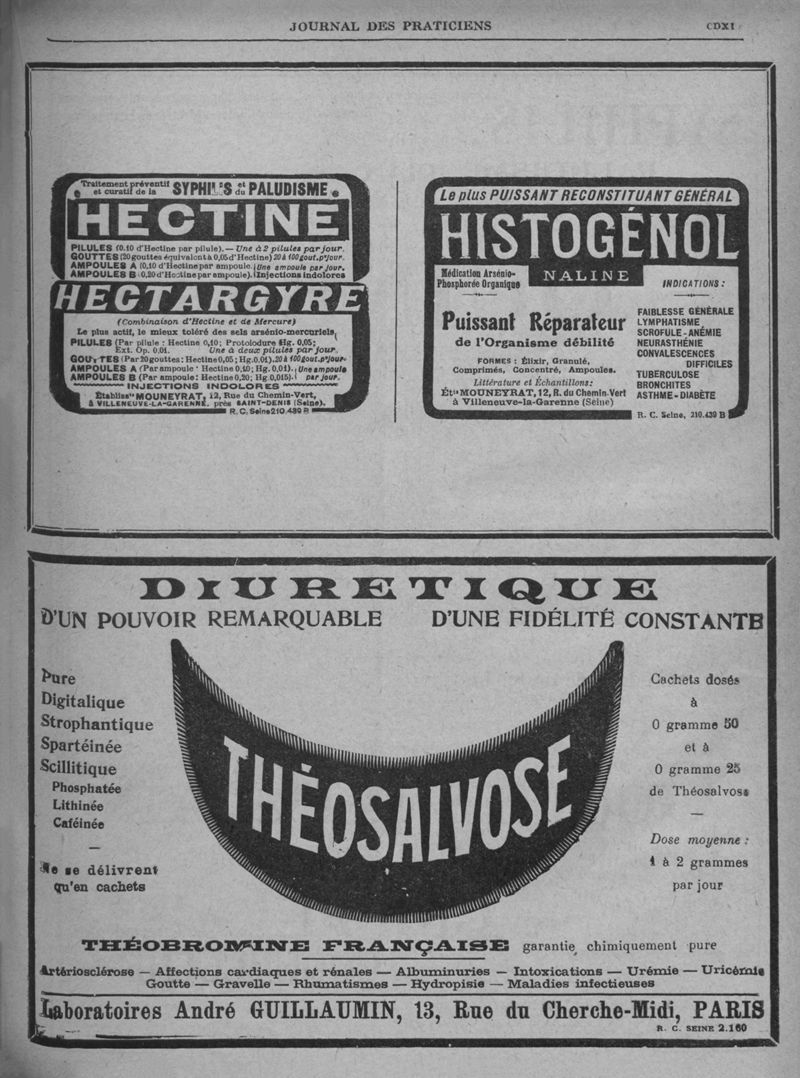 JOURNAL DES PRATICIENS
CDXI
Traitement préventif et curatif de la SYPHILIS et du PALUDISME
HECTINE
PILULES (0.10 d'Hectine par pilule). — Une à 2 pilules par jour.
GOUTTES (20 gouttes équivalent à 0,05 d'Hectine) 20 à 100 gout. pr jour.
AMPOULES A (0,10 d'Hectine par ampoule. Une ampoule par jour.
AMPOULES B (0,20 d'Hectine par ampoule). Injections indolores
HECTARGYRE
(Combinaison d'Hectine et de Mercure)
Le plus actif, le mieux toléré des sels arsénio-mercuriels,
PILULES (Par pilule : Hectine 0,10; Protoiodure Hg. 0,05;
Ext. Op. 0,01. Une à deux pilules par jour.
GOUTTES (Par 20 gouttes: Hectine 0,05; Hg. 0.01). 20 à 100 gout. pr jour.
AMPOULES A (Par ampoule: Hectine 0,10; Hg. 0,01). Une ampoule
AMPOULES B (Par ampoule: Hectine 0,20; Hg. 0,015). par jour.
INJECTIONS INDOLORES
Établissts MOUNEYRAT, 12, Rue du Chemin-Vert,
à VILLENEUVE-LA-GARENNE, près SAINT-DENIS (Seine).
R. C. Seine 210.439 B
Le plus PUISSANT RECONSTITUANT GÉNÉRAL
HISTOGÉNOL
Médication Arsénio-
Phosphorée Organique
NALINE
Puissant Réparateur
de l'Organisme débilité
FORMES : Élixir, Granulé,
Comprimés, Concentré, Ampoules.
Littérature et Échantillons:
Éts MOUNEYRAT, 12, R. du Chemin-Vert
à Villeneuve-la-Garenne (Seine)
INDICATIONS :
FAIBLESSE GÉNÉRALE
LYMPHATISME
SCROFULE - ANÉMIE
NEURASTHÉNIE
CONVALESCENCES
DIFFICILES
TUBERCULOSE
BRONCHITES
ASTHME - DIABÈTE
R. C. Seine, 210.439 B
DIURETIQUE
D'UN POUVOIR REMARQUABLE D'UNE FIDÉLITÉ CONSTANTE
Pure
Digitalique
Strophantique
Spartéinée
Scillitique
Phosphatée
Lithinée
Caféinée
Ne se délivrent
qu'en cachets
THÉOSALVOSE
Cachets dosés
à
0 gramme 50
et à
0 gramme 25
de Théosalvose
Dose moyenne :
1 à 2 grammes
par jour
THÉOBROMINE FRANÇAISE garantie chimiquement pure
Artériosclérose — Affections cardiaques et rénales — Albuminuries — Intoxications — Urémie — Uricémie
Goutte — Gravelle — Rhumatismes — Hydropisie — Maladies infectieuses
Laboratoires André GUILLAUMIN, 13, Rue du Cherche-Midi, PARIS
R. C. SEINE 2.160